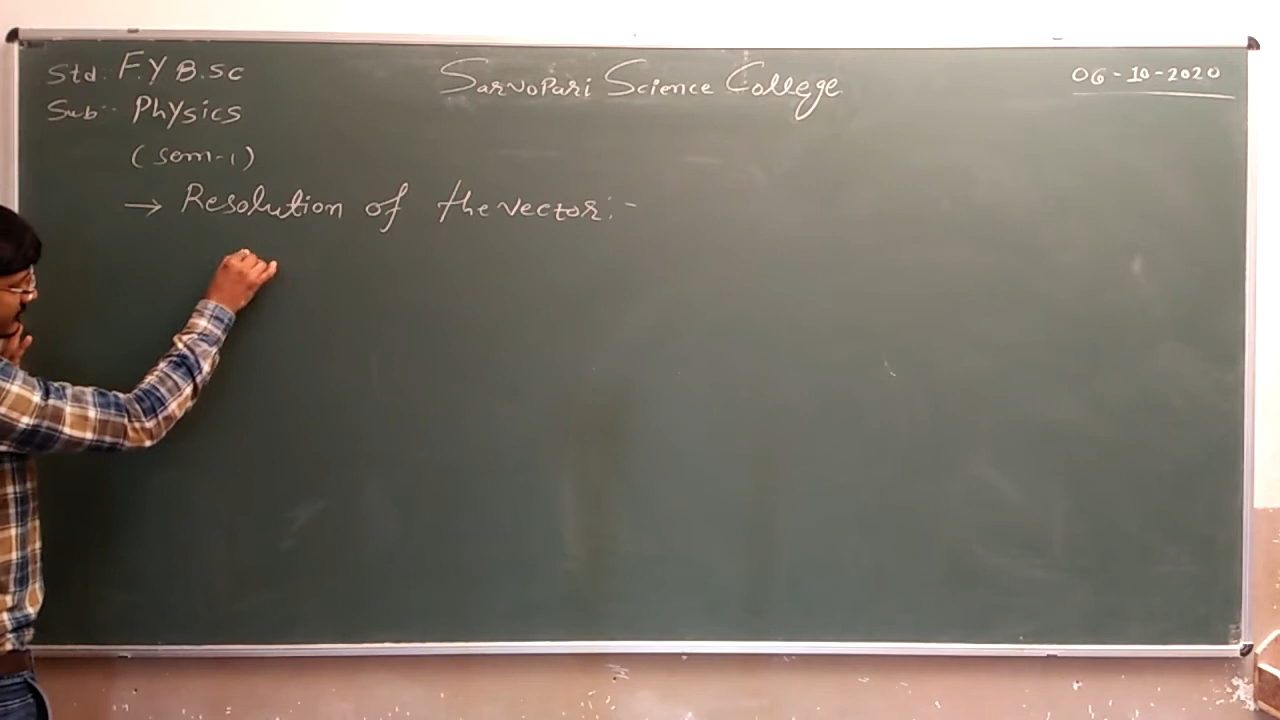 Std. F.Y B.sc
Sarvopari Science College
06-10-2020
Sub:- Physics
(Sem-1)
→ Resolution of the vector:-